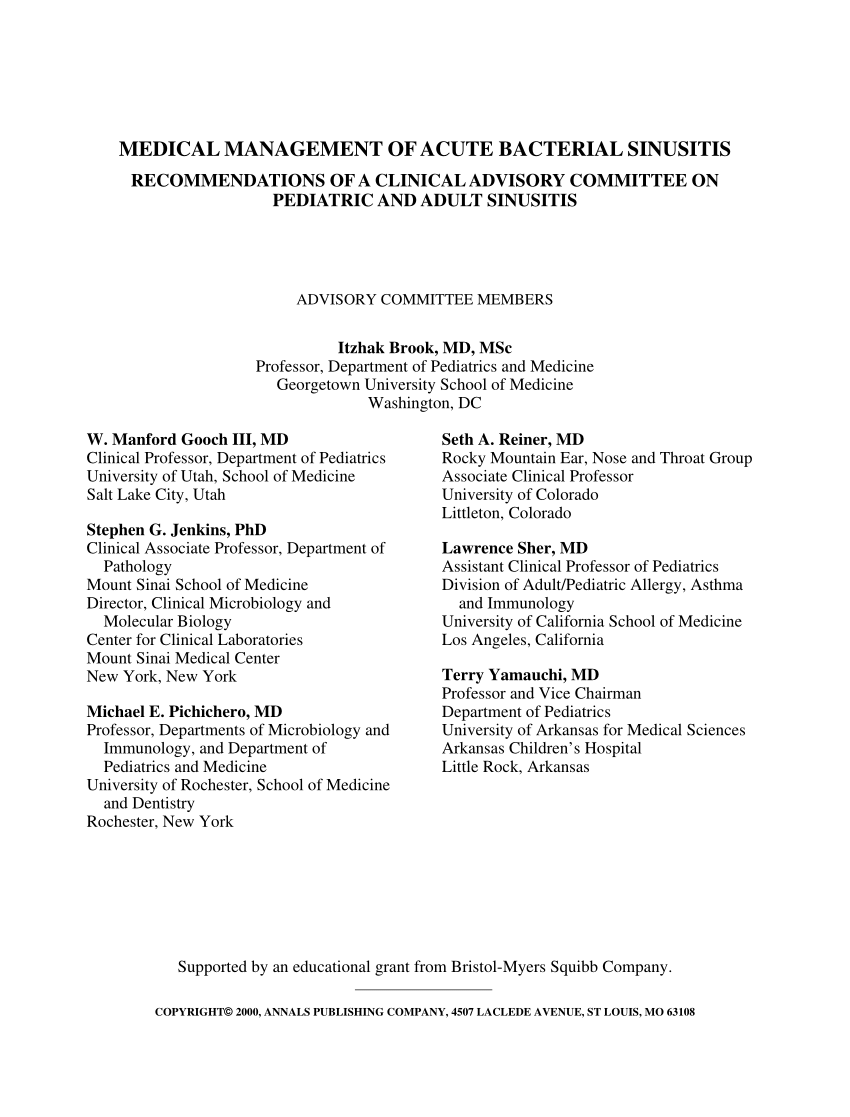 MEDICAL MANAGEMENT OF ACUTE BACTERIAL SINUSITIS
RECOMMENDATIONS OF A CLINICAL ADVISORY COMMITTEE ON
PEDIATRIC AND ADULT SINUSITIS
ADVISORY COMMITTEE MEMBERS
Itzhak Brook, MD, MSc
Professor, Department of Pediatrics and Medicine
Georgetown University School of Medicine
Washington, DC
W. Manford Gooch III, MD
Clinical Professor, Department of Pediatrics
University of Utah, School of Medicine
Salt Lake City, Utah
Stephen G. Jenkins, PhD
Clinical Associate Professor, Department of
Pathology
Mount Sinai School of Medicine
Director, Clinical Microbiology and
Molecular Biology
Center for Clinical Laboratories
Mount Sinai Medical Center
New York, New York
Michael E. Pichichero, MD
Professor, Departments of Microbiology and
Immunology, and Department of
Pediatrics and Medicine
University of Rochester, School of Medicine
and Dentistry
Rochester, New York
Seth A. Reiner, MD
Rocky Mountain Ear, Nose and Throat Group
Associate Clinical Professor
University of Colorado
Littleton, Colorado
Lawrence Sher, MD
Assistant Clinical Professor of Pediatrics
Division of Adult/Pediatric Allergy, Asthma
and Immunology
University of California School of Medicine
Los Angeles, California
Terry Yamauchi, MD
Professor and Vice Chairman
Department of Pediatrics
University of Arkansas for Medical Sciences
Arkansas Children's Hospital
Little Rock, Arkansas
Supported by an educational grant from Bristol-Myers Squibb Company.
COPYRIGHT© 2000, ANNALS PUBLISHING COMPANY, 4507 LACLEDE AVENUE, ST LOUIS, MO 63108